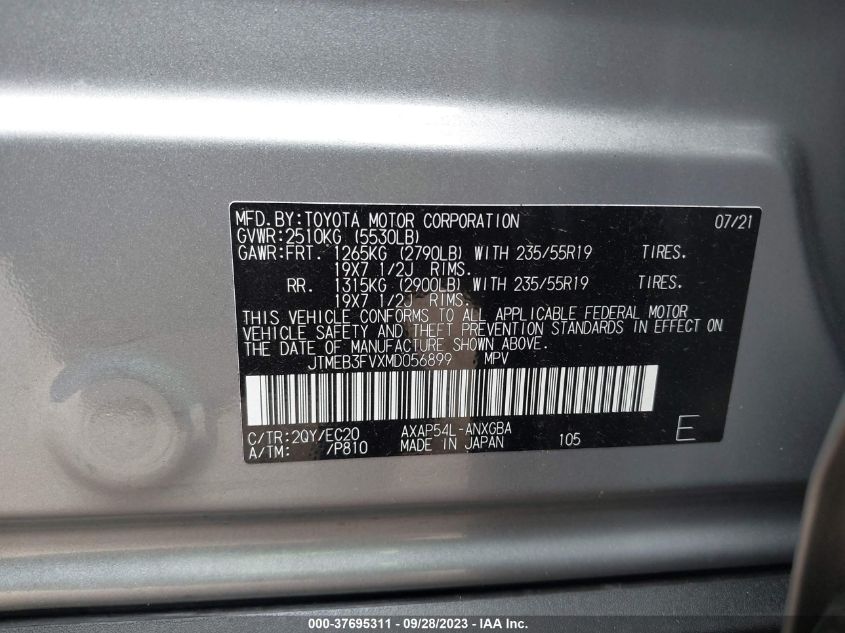 MFD.BY:TOYOTA MOTOR CORPORATION 07/21
GVWR:2510KG (5530LB)
GAWR:FRT. 1265KG (2790LB) WITH 235/55R19 TIRES.
19X7 1/2J RIMS.
RR. 1315KG (2900LB) WITH 235/55R19 TIRES.
19X7 1/2J RIMS.
THIS VEHICLE CONFORMS TO ALL APPLICABLE FEDERAL MOTOR
VEHICLE SAFETY AND THEFT PREVENTION STANDARDS IN EFFECT ON
THE DATE OF MANUFACTURE SHOWN ABOVE.
JTMEB3FVXMD056899 MPV
C/TR:2QY/EC20 AXAP54L-ANXGBA
A/TM: /P810 MADE IN JAPAN 105 E
000-37695311 - 09/28/2023 - IAAI.COM